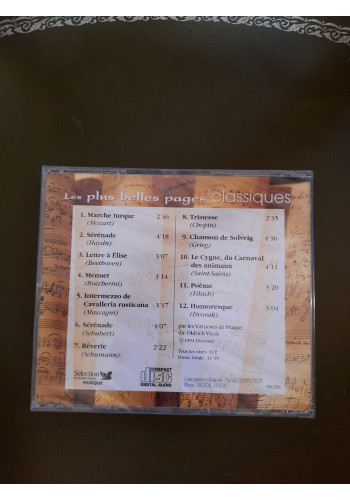 Les plus belles pages classiques
1. Marche turque 2'46
(Mozart)
2. Sérénade 4'18
(Haydn)
3. Lettre à Élise 3'07
(Beethoven)
4. Menuet 3'14
(Boccherini)
5. Intermezzo de
Cavalleria rusticana 3'17
(Mascagni)
6. Sérénade 4'07
(Schubert)
7. Rêverie 2'22
(Schumann)
8. Tristesse 2'35
(Chopin)
9. Chanson de Solveig 4'36
(Grieg)
10. Le Cygne, du Carnaval
des animaux 4'11
(Saint-Saëns)
11. Poème 3'20
(Fibich)
12. Humoresque 3'04
(Dvorak)
par les Virtuoses de Prague
dir. Oldrich Vlcek
Sélection
musique
COMPACT
disc
DIGITAL AUDIO